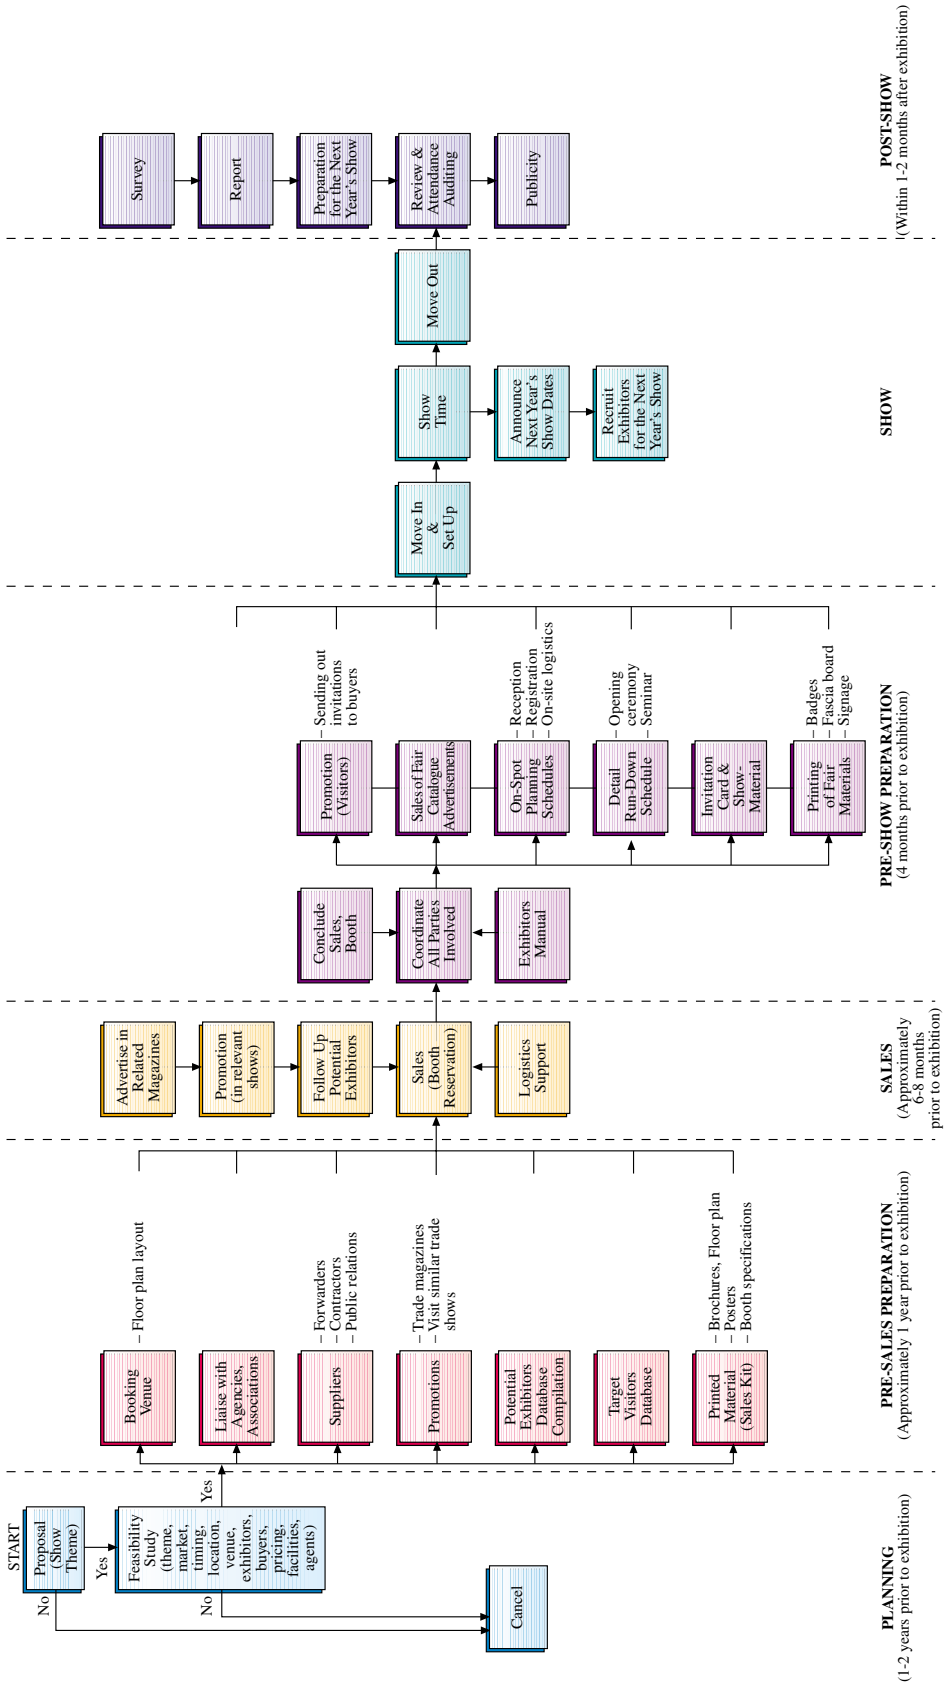 START
Proposal
(Show
Theme)
No
Yes
Feasibility
Study
(theme,
market,
timing,
location,
venue,
exhibitors,
buyers,
pricing,
facilities,
agents)
No
Yes
Cancel
PLANNING
(1-2 years prior to exhibition)
Booking
Venue
– Floor plan layout
Liaise with
Agencies,
Associations
Suppliers
– Forwarders
– Contractors
– Public relations
Promotions
– Trade magazines
– Visit similar trade
shows
Potential
Exhibitors
Database
Compilation
Target
Visitors
Database
Printed
Material
(Sales Kit)
– Brochures, Floor plan
– Posters
– Booth specifications
PRE-SALES PREPARATION
(Approximately 1 year prior to exhibition)
Advertise in
Related
Magazines
Promotion
(in relevant
shows)
Follow Up
Potential
Exhibitors
Sales
(Booth
Reservation)
Logistics
Support
SALES
(Approximately
6-8 months
prior to exhibition)
Conclude
Sales,
Booth
Coordinate
All Parties
Involved
Exhibitors
Manual
Promotion
(Visitors)
– Sending out
invitations
to buyers
Sales of Fair
Catalogue
Advertisements
On-Spot
Planning
Schedules
– Reception
– Registration
– On-site logistics
Detail
Run-Down
Schedule
– Opening
ceremony
– Seminar
Invitation
Card &
Show-
Material
Printing
of Fair
Materials
– Badges
– Fascia board
– Signage
PRE-SHOW PREPARATION
(4 months prior to exhibition)
Move In
&
Set Up
Show
Time
Move Out
Announce
Next Year's
Show Dates
Recruit
Exhibitors
for the Next
Year's Show
SHOW
Survey
Report
Preparation
for the Next
Year's Show
Review &
Attendance
Auditing
Publicity
POST-SHOW
(Within 1-2 months after exhibition)